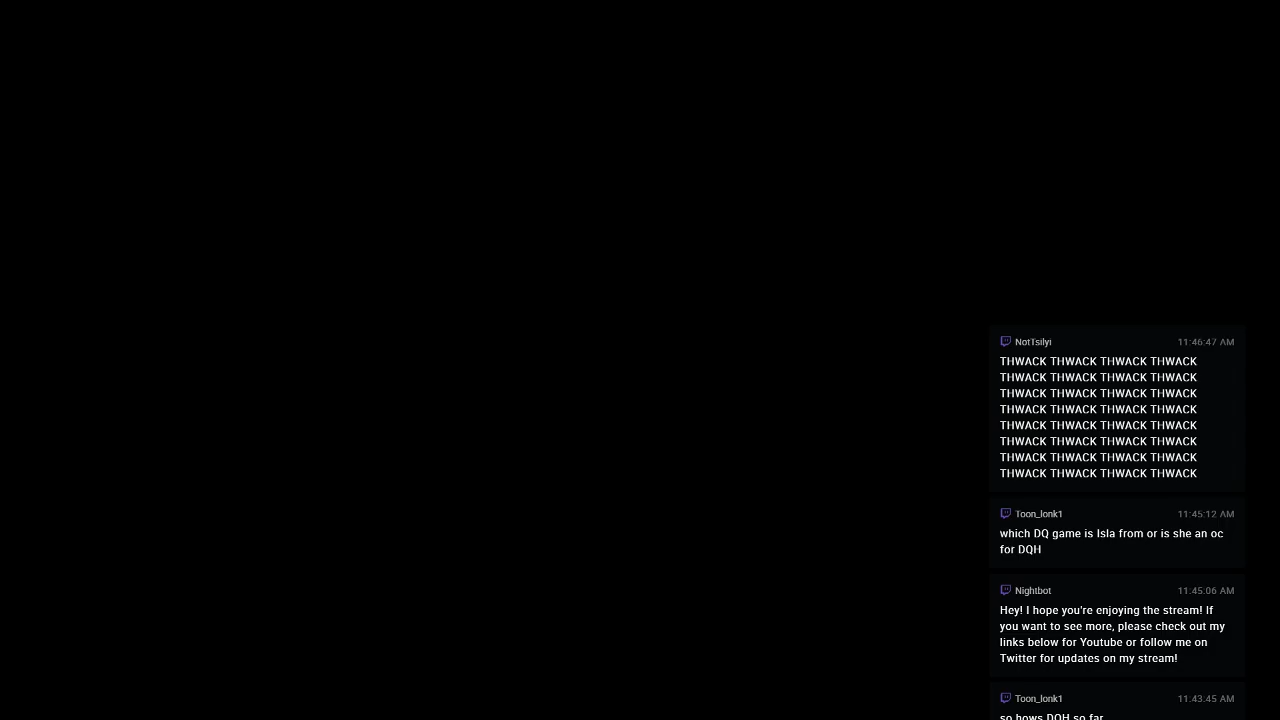 NotTsilyi 11:46:47 AM
THWACK THWACK THWACK THWACK
THWACK THWACK THWACK THWACK
THWACK THWACK THWACK THWACK
THWACK THWACK THWACK THWACK
THWACK THWACK THWACK THWACK
THWACK THWACK THWACK THWACK
THWACK THWACK THWACK THWACK
THWACK THWACK THWACK THWACK
Toon_lonk1 11:45:12 AM
which DQ game is Isla from or is she an oc
for DQH
Nightbot 11:45:06 AM
Hey! I hope you're enjoying the stream! If
you want to see more, please check out my
links below for Youtube or follow me on
Twitter for updates on my stream!
Toon_lonk1 11:43:45 AM
so hows DQH so far